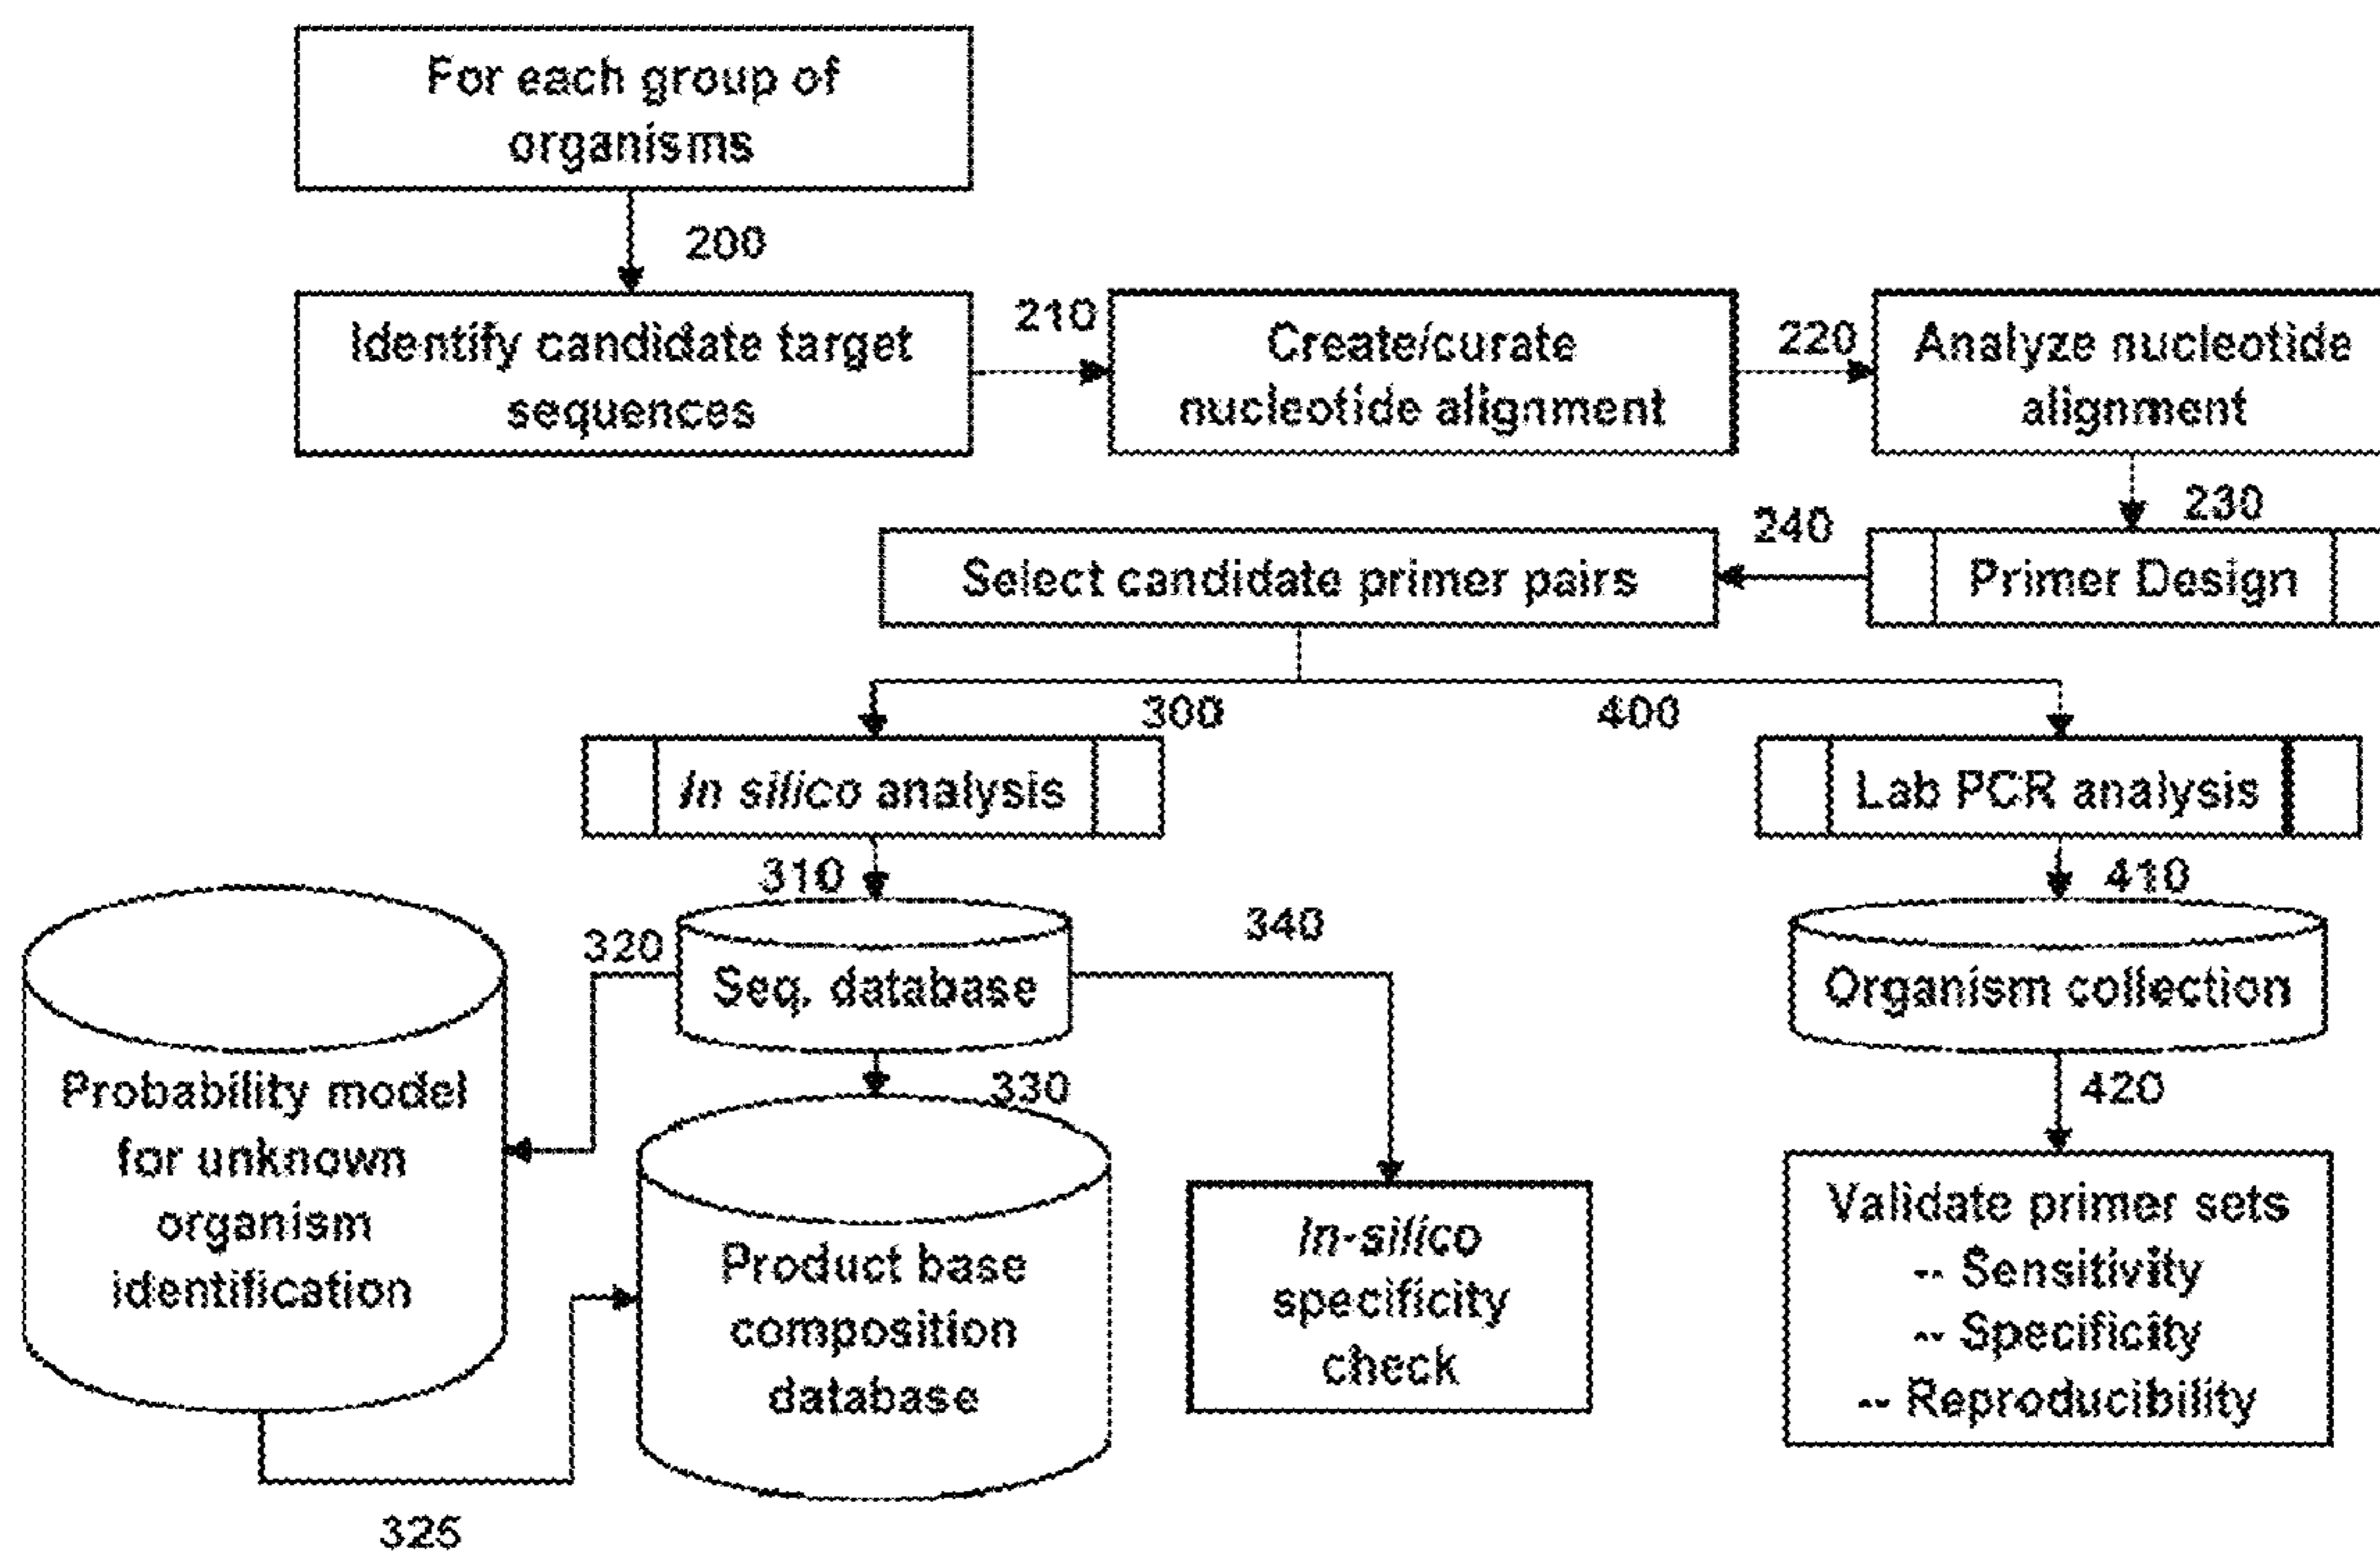 For each group of
organisms
200
Identify candidate target
sequences
210
Create/curate
nucleotide alignment
220
Analyze nucleotide
alignment
230
Primer Design
240
Select candidate primer pairs
300
400
In silico analysis
Lab PCR analysis
310
410
Seq. database
Organism collection
320
340
330
420
Probability model
for unknown
organism
identification
325
Product base
composition
database
In-silico
specificity
check
Validate primer sets
-- Sensitivity
-- Specificity
-- Reproducibility